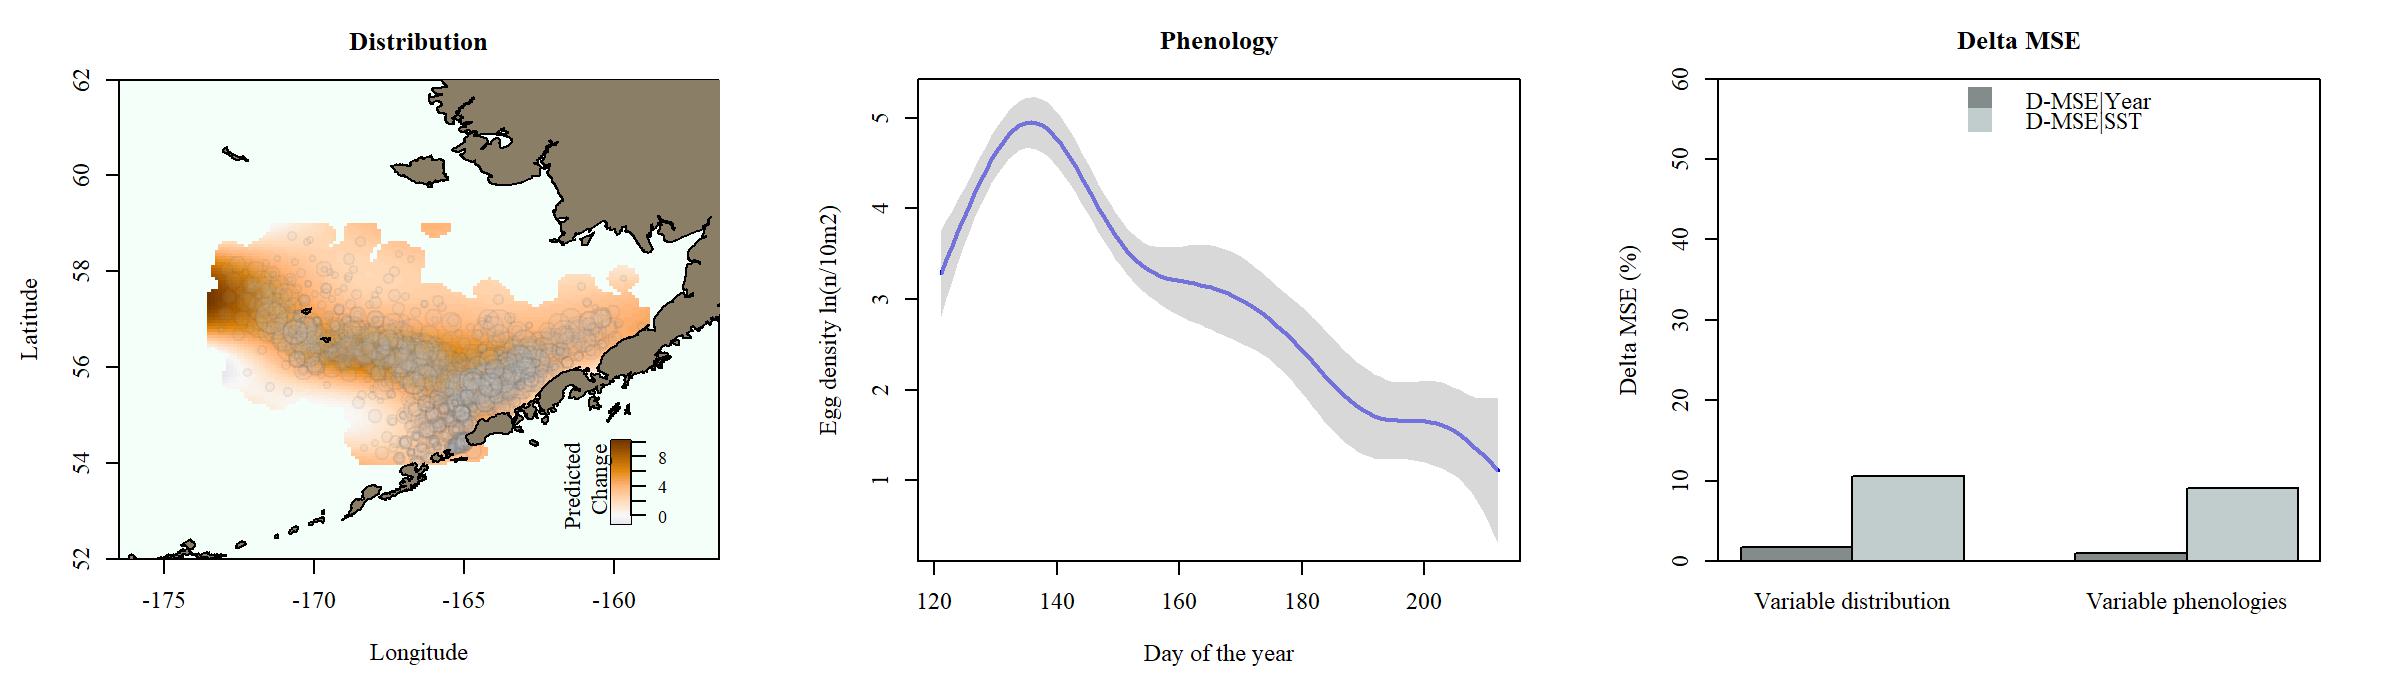 Distribution
Latitude
62
60
58
56
54
52
-175
-170
-165
-160
Longitude
Predicted
Change
8
4
0
Phenology
Egg density ln(n/10m2)
5
4
3
2
1
120
140
160
180
200
Day of the year
Delta MSE
Delta MSE (%)
60
50
40
30
20
10
0
D-MSE|Year
D-MSE|SST
Variable distribution
Variable phenologies